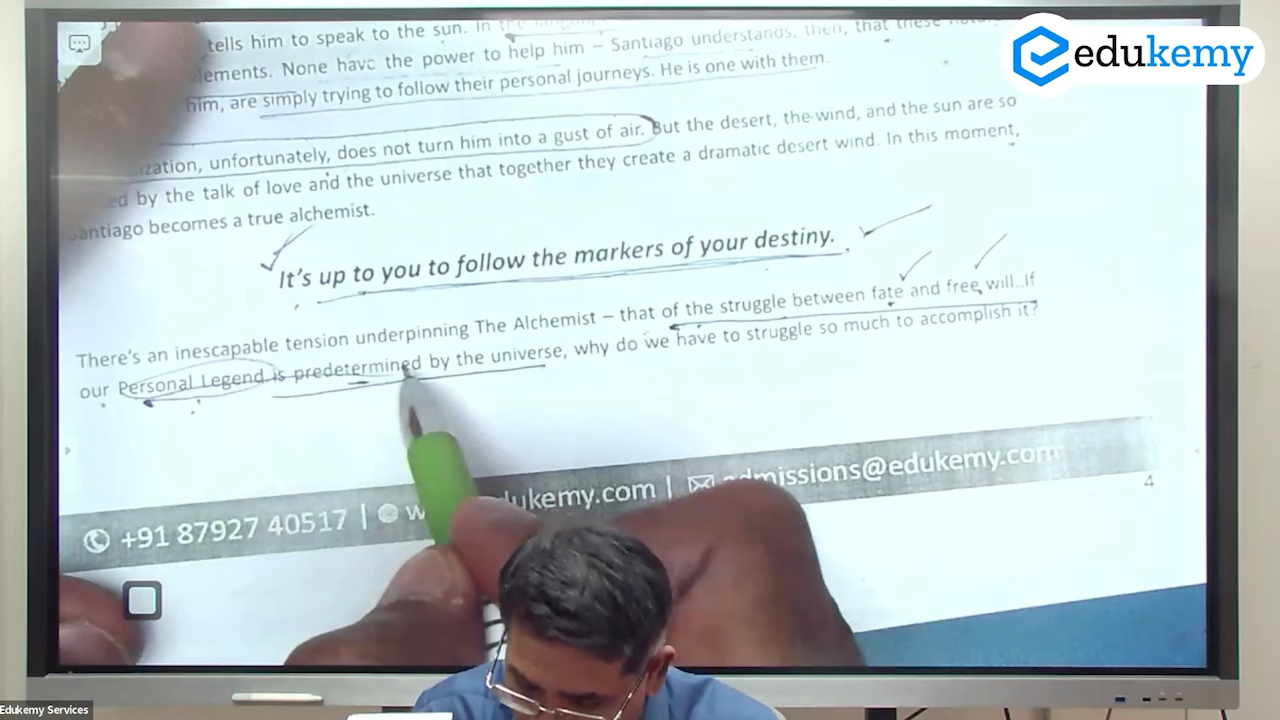 tells him to speak to the sun. In the
elements. None have the power to help him – Santiago understands, then, that these
him, are simply trying to follow their personal journeys. He is one with them.
unfortunately, does not turn him into a gust of air. But the desert, the wind, and the sun are so
by the talk of love and the universe that together they create a dramatic desert wind. In this moment,
Santiago becomes a true alchemist.
It's up to you to follow the markers of your destiny.
There's an inescapable tension underpinning The Alchemist – that of the struggle between fate and free will. If
our Personal Legend is predetermined by the universe, why do we have to struggle so much to accomplish it?
+91 87927 40517 | dukemy.com | admissions@edukemy.com
4
edukemy
Edukemy Services